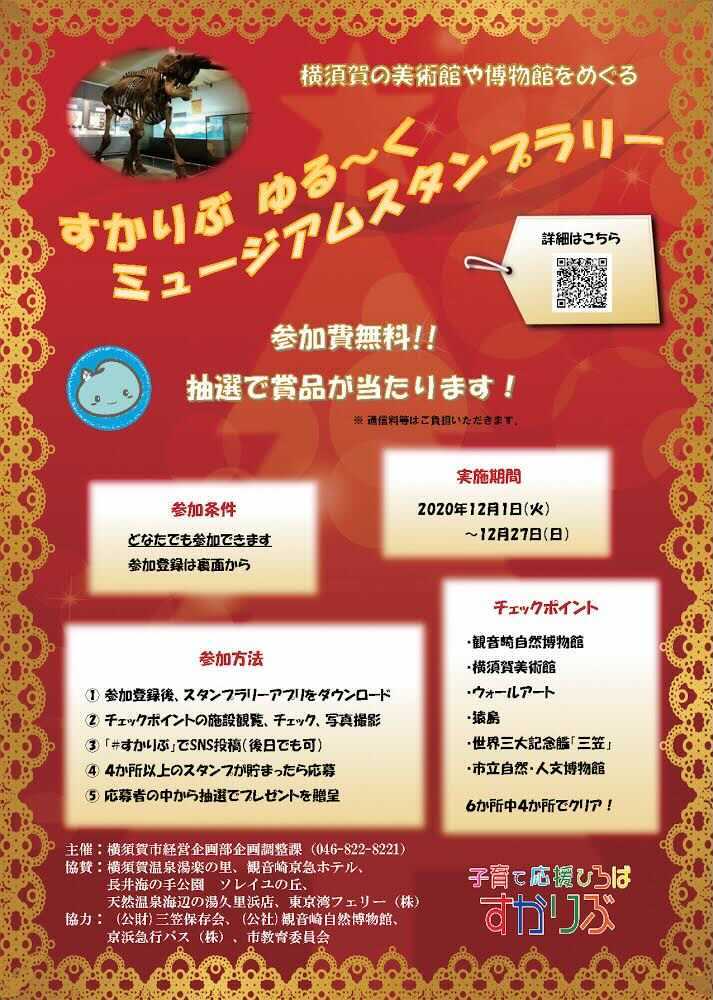 横須賀の美術館や博物館をめぐる
すかりぶ ゆる～く
ミュージアムスタンプラリー
詳細はこちら
参加費無料!!
抽選で賞品が当たります！
※ 通信料等はご負担いただきます。
実施期間
2020年12月1日(火)
～12月27日(日)
参加条件
どなたでも参加できます
参加登録は裏面から
チェックポイント
・観音崎自然博物館
・横須賀美術館
・ウォールアート
・猿島
・世界三大記念艦「三笠」
・市立自然・人文博物館
6か所中4か所でクリア！
参加方法
① 参加登録後、スタンプラリーアプリをダウンロード
② チェックポイントの施設観覧、チェック、写真撮影
③ 「#すかりぶ」でSNS投稿(後日でも可)
④ 4か所以上のスタンプが貯まったら応募
⑤ 応募者の中から抽選でプレゼントを贈呈
主催：横須賀市経営企画部企画調整課（046-822-8221）
協賛：横須賀温泉湯楽の里、観音崎京急ホテル、
長井海の手公園　ソレイユの丘、
天然温泉海辺の湯久里浜店、東京湾フェリー（株）
協力：（公財）三笠保存会、（公社）観音崎自然博物館、
京浜急行バス（株）、市教育委員会
子育て応援ひろば
すかりぶ